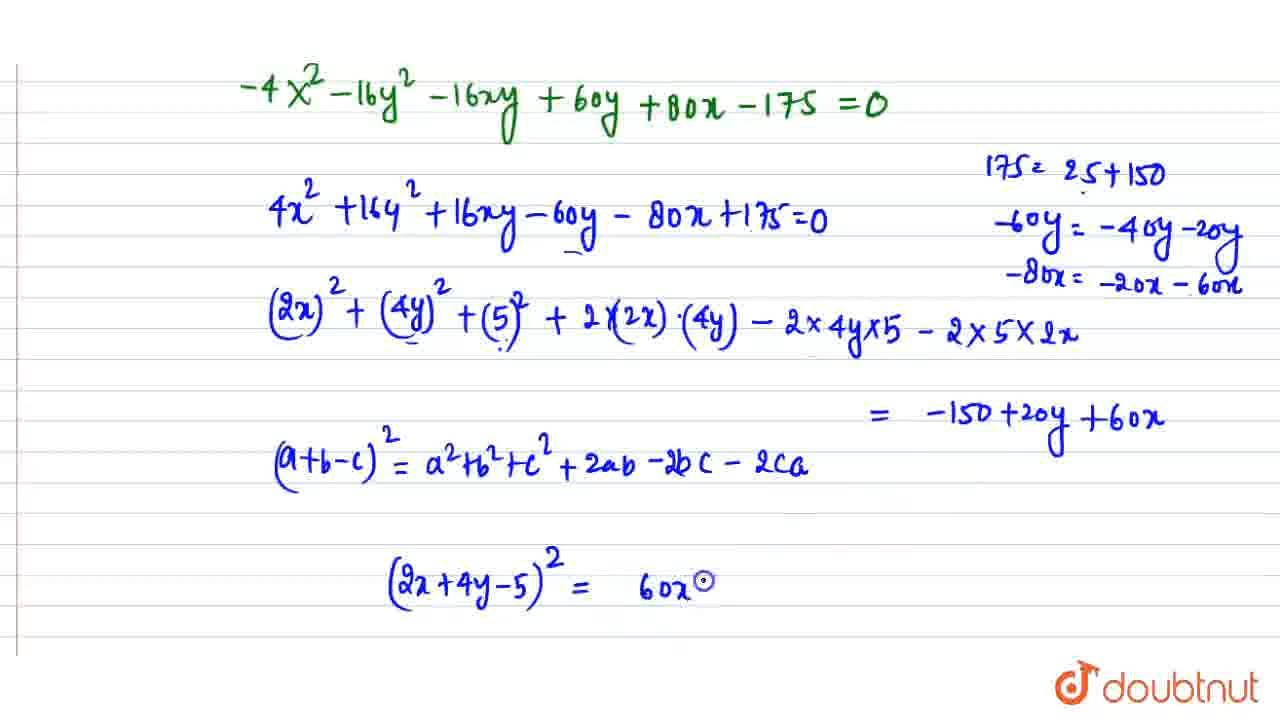 -4x² - 16y² - 16xy + 60y + 80x - 175 = 0
175 = 25 + 150
4x² + 16y² + 16xy - 60y - 80x + 175 = 0
-60y = -40y - 20y
-80x = -20x - 60x
(2x)² + (4y)² + (5)² + 2×(2x)·(4y) - 2×4y×5 - 2×5×2x
= -150 + 20y + 60x
(a+b-c)² = a² + b² + c² + 2ab - 2bc - 2ca
(2x + 4y - 5)² = 60x
doubtnut